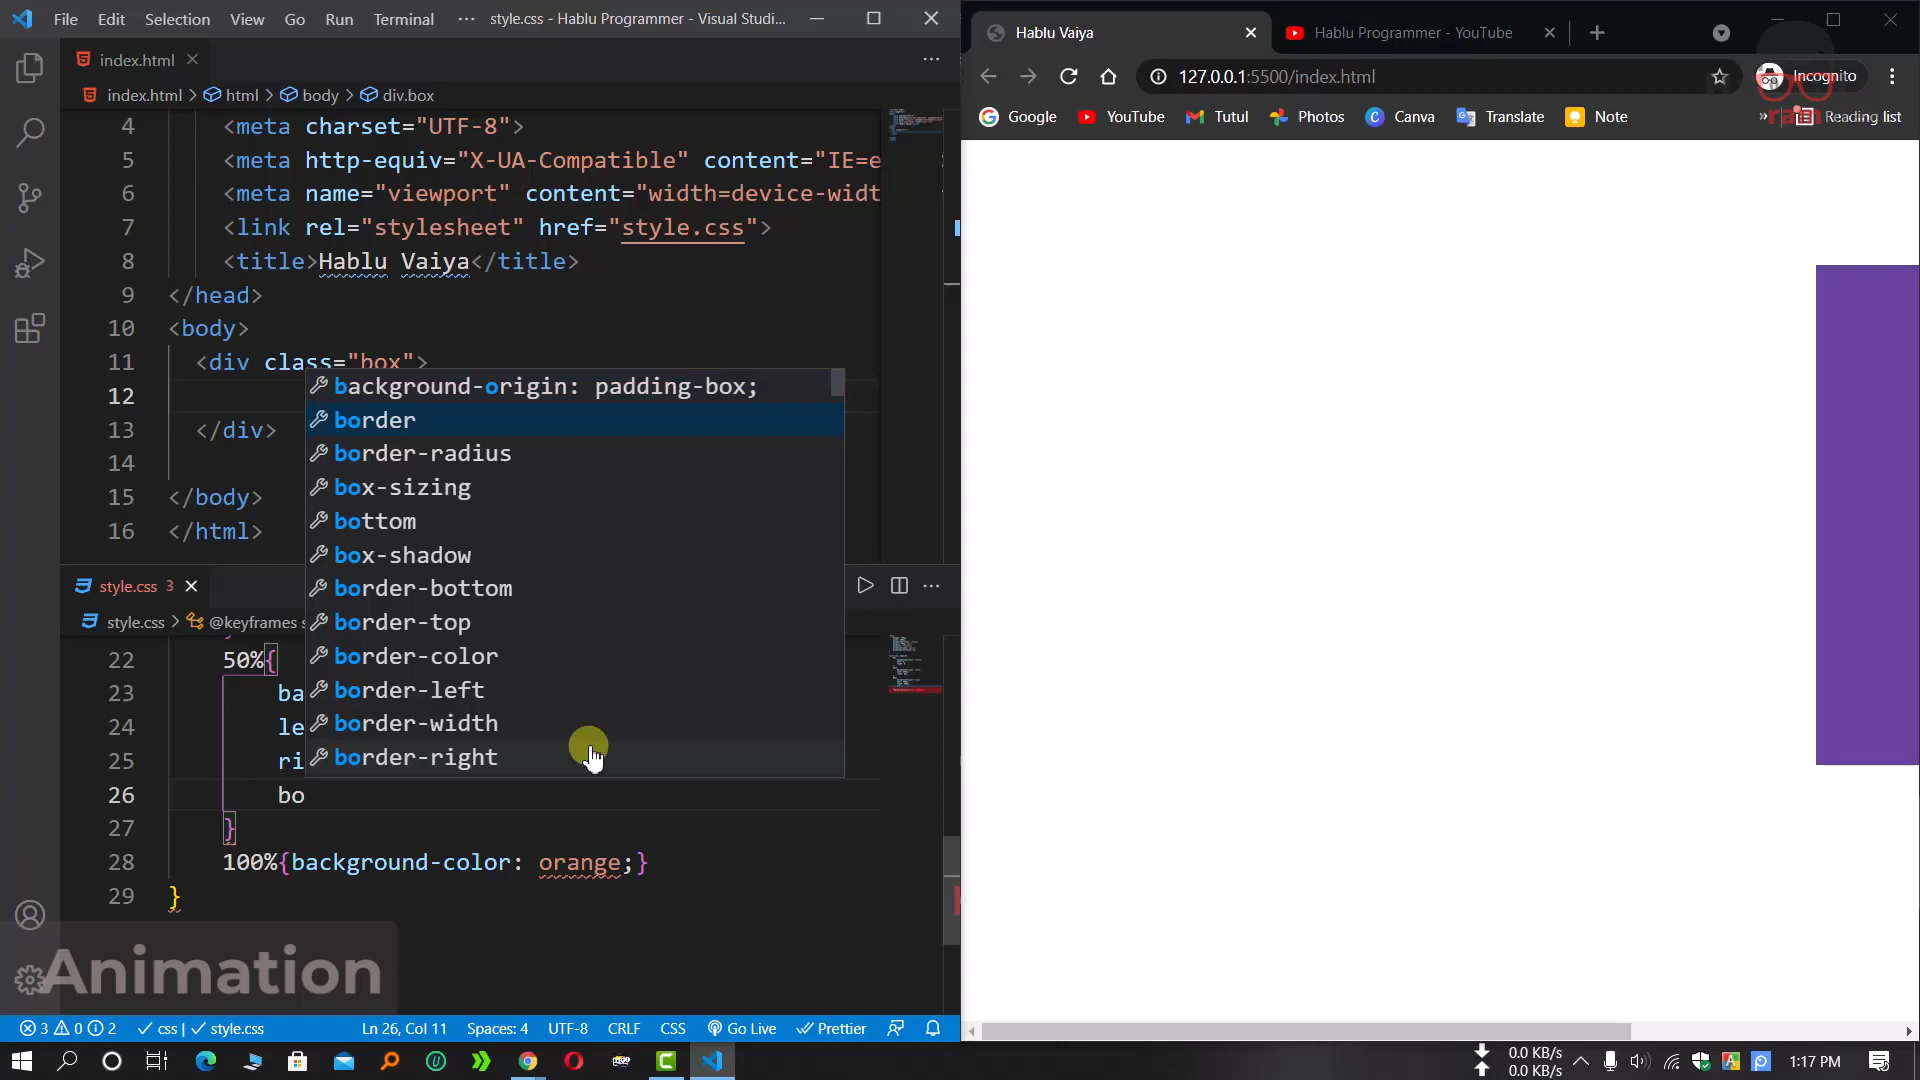 File Edit Selection View Go Run Terminal ··· style.css - Hablu Programmer - Visual Studi...
index.html
index.html > html > body > div.box
4 <meta charset="UTF-8">
5 <meta http-equiv="X-UA-Compatible" content="IE=e
6 <meta name="viewport" content="width=device-widt
7 <link rel="stylesheet" href="style.css">
8 <title>Hablu Vaiya</title>
9 </head>
10 <body>
11 <div class="box">
12
13 </div>
14
15 </body>
16 </html>
background-origin: padding-box;
border
border-radius
box-sizing
bottom
box-shadow
border-bottom
border-top
border-color
border-left
border-width
border-right
style.css 3
style.css > @keyframes s
22 50%{
23 ba
24 le
25 ri
26 bo
27 }
28 100%{background-color: orange;}
29 }
Animation
3 0 2 css | style.css Ln 26, Col 11 Spaces: 4 UTF-8 CRLF CSS Go Live Prettier
Hablu Vaiya
Hablu Programmer - YouTube
127.0.0.1:5500/index.html
Incognito
Google YouTube Tutul Photos Canva Translate Note » Reading list
0.0 KB/s
0.0 KB/s
1:17 PM